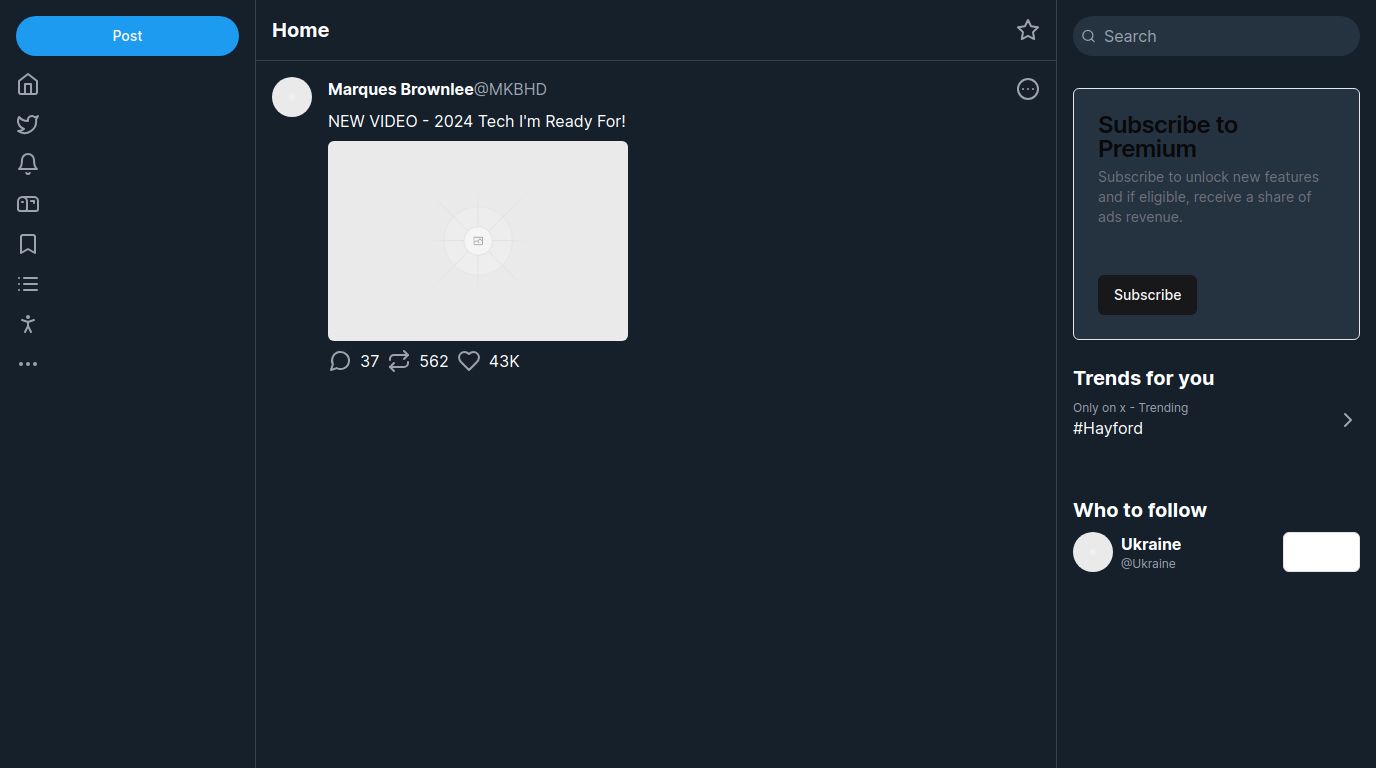 Post
Home
Marques Brownlee@MKBHD
NEW VIDEO - 2024 Tech I'm Ready For!
37 562 43K
Search
Subscribe to
Premium
Subscribe to unlock new features
and if eligible, receive a share of
ads revenue.
Subscribe
Trends for you
Only on x - Trending
#Hayford
Who to follow
Ukraine
@Ukraine